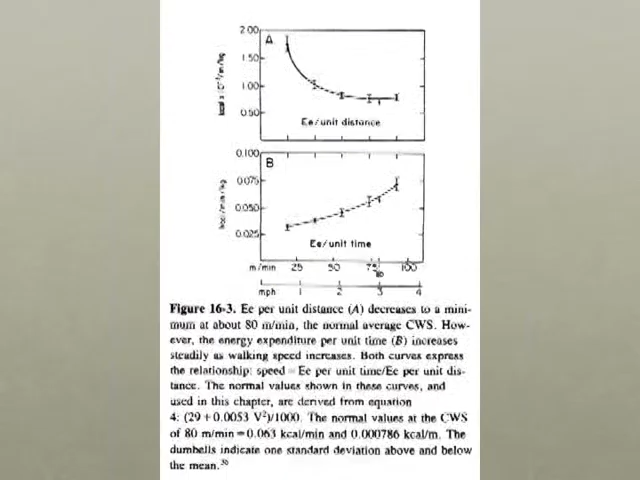 2.00
A
1.50
1.00
0.50
Ee/unit distance
0.100
B
0.075
0.050
0.025
Ee/unit time
m/min 25 50 75 100
mph 1 2 3 4
Figure 16-3. Ee per unit distance (A) decreases to a mini-
mum at about 80 m/min, the normal average CWS. How-
ever, the energy expenditure per unit time (B) increases
steadily as walking speed increases. Both curves express
the relationship: speed = Ee per unit time/Ee per unit dis-
tance. The normal values shown in these curves, and
used in this chapter, are derived from equation
4: (29 + 0.0053 V²)/1000. The normal values at the CWS
of 80 m/min = 0.063 kcal/min and 0.000786 kcal/m. The
dumbells indicate one standard deviation above and below
the mean.